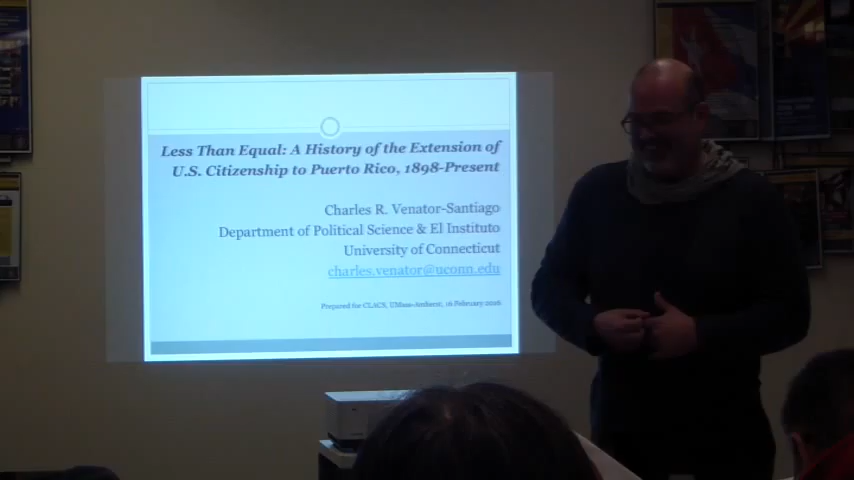 Less Than Equal: A History of the Extension of
U.S. Citizenship to Puerto Rico, 1898-Present
Charles R. Venator-Santiago
Department of Political Science & El Instituto
University of Connecticut
charles.venator@uconn.edu
Prepared for CLACS, UMass-Amherst, 16 February 2016